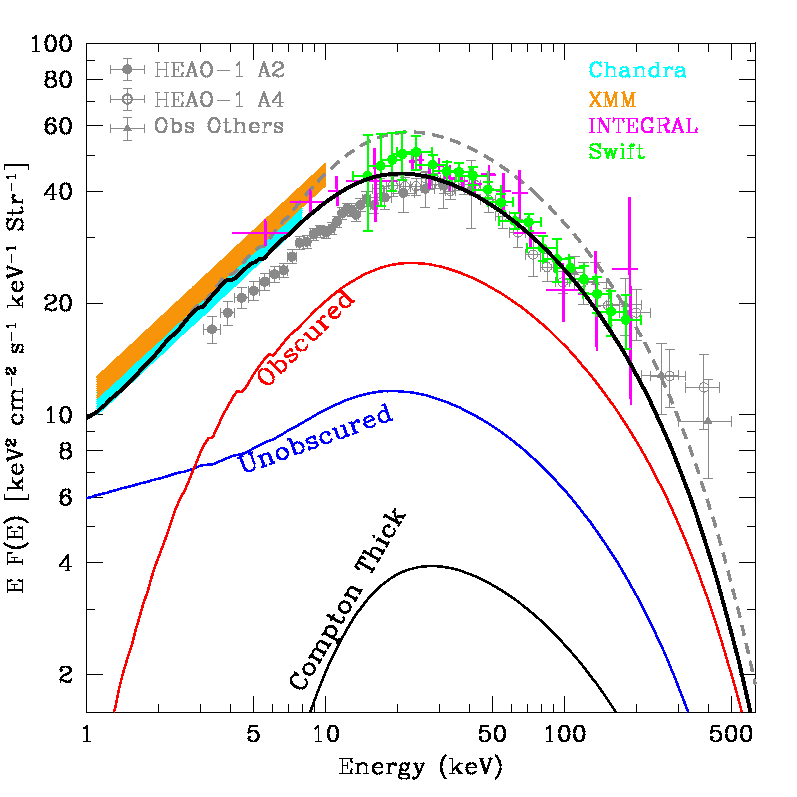 100
80
60
40
20
10
8
6
4
2
E F(E) [keV² cm⁻² s⁻¹ keV⁻¹ Str⁻¹]
HEAO-1 A2
HEAO-1 A4
Obs Others
Chandra
XMM
INTEGRAL
Swift
Obscured
Unobscured
Compton Thick
1
5
10
50
100
500
Energy (keV)